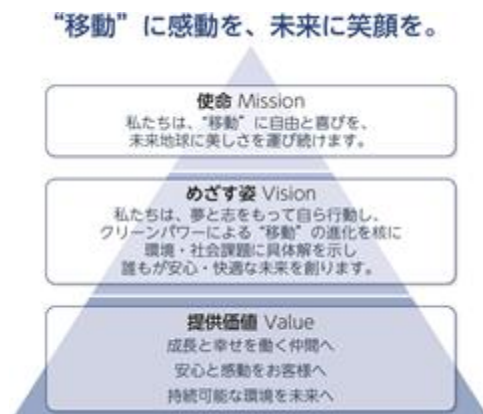 “移動”に感動を、未来に笑顔を。
使命 Mission
私たちは、“移動”に自由と喜びを、
未来地球に美しさを運び続けます。
めざす姿 Vision
私たちは、夢と志をもって自ら行動し、
クリーンパワーによる“移動”の進化を核に
環境・社会課題に具体解を示し
誰もが安心・快適な未来を創ります。
提供価値 Value
成長と幸せを働く仲間へ
安心と感動をお客様へ
持続可能な環境を未来へ